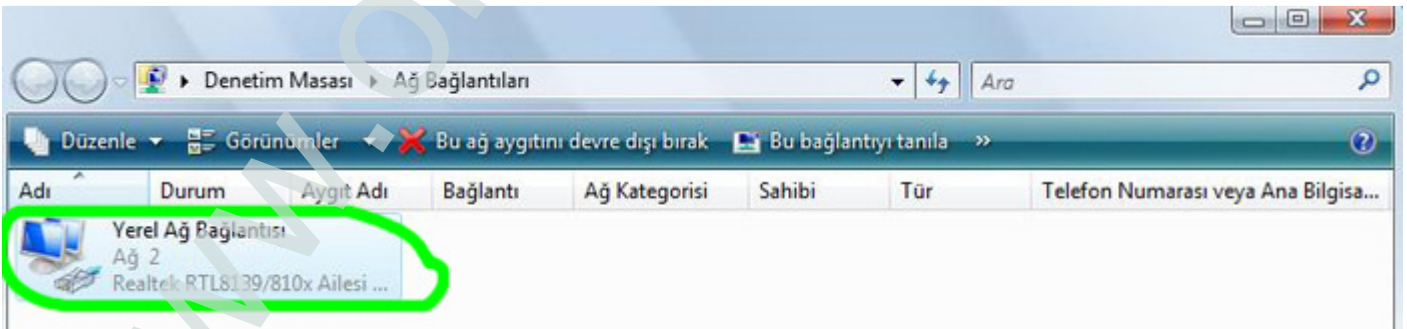 Denetim Masası ▸ Ağ Bağlantıları
Ara
Düzenle Görünümler Bu ağ aygıtını devre dışı bırak Bu bağlantıyı tanıla »
Adı Durum Aygıt Adı Bağlantı Ağ Kategorisi Sahibi Tür Telefon Numarası veya Ana Bilgisa...
Yerel Ağ Bağlantısı
Ağ 2
Realtek RTL8139/810x Ailesi ...